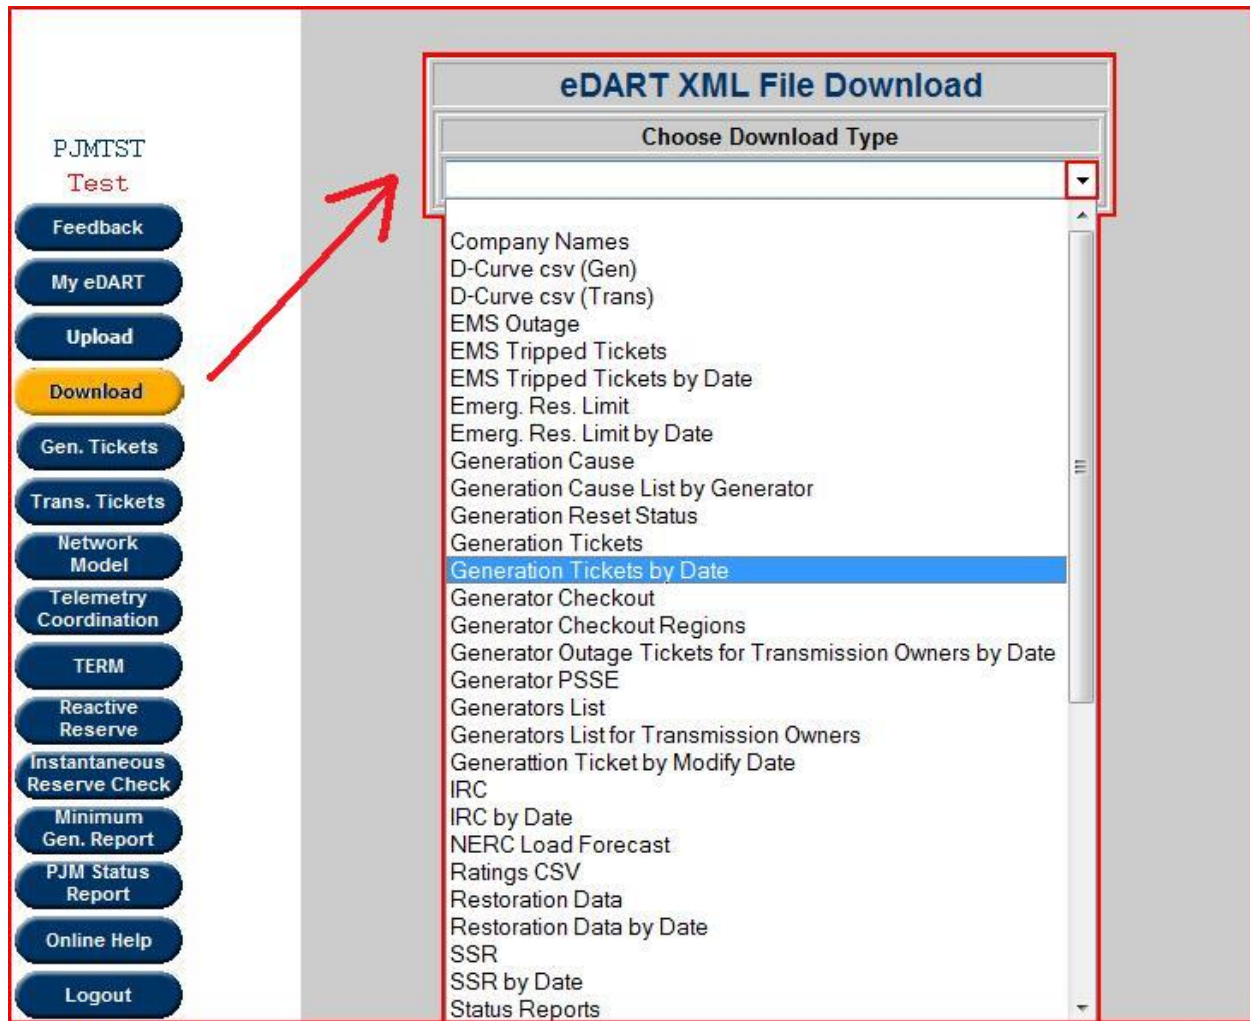 PJMTST
Test
Feedback
My eDART
Upload
Download
Gen. Tickets
Trans. Tickets
Network
Model
Telemetry
Coordination
TERM
Reactive
Reserve
Instantaneous
Reserve Check
Minimum
Gen. Report
PJM Status
Report
Online Help
Logout
eDART XML File Download
Choose Download Type
Company Names
D-Curve csv (Gen)
D-Curve csv (Trans)
EMS Outage
EMS Tripped Tickets
EMS Tripped Tickets by Date
Emerg. Res. Limit
Emerg. Res. Limit by Date
Generation Cause
Generation Cause List by Generator
Generation Reset Status
Generation Tickets
Generation Tickets by Date
Generator Checkout
Generator Checkout Regions
Generator Outage Tickets for Transmission Owners by Date
Generator PSSE
Generators List
Generators List for Transmission Owners
Generattion Ticket by Modify Date
IRC
IRC by Date
NERC Load Forecast
Ratings CSV
Restoration Data
Restoration Data by Date
SSR
SSR by Date
Status Reports